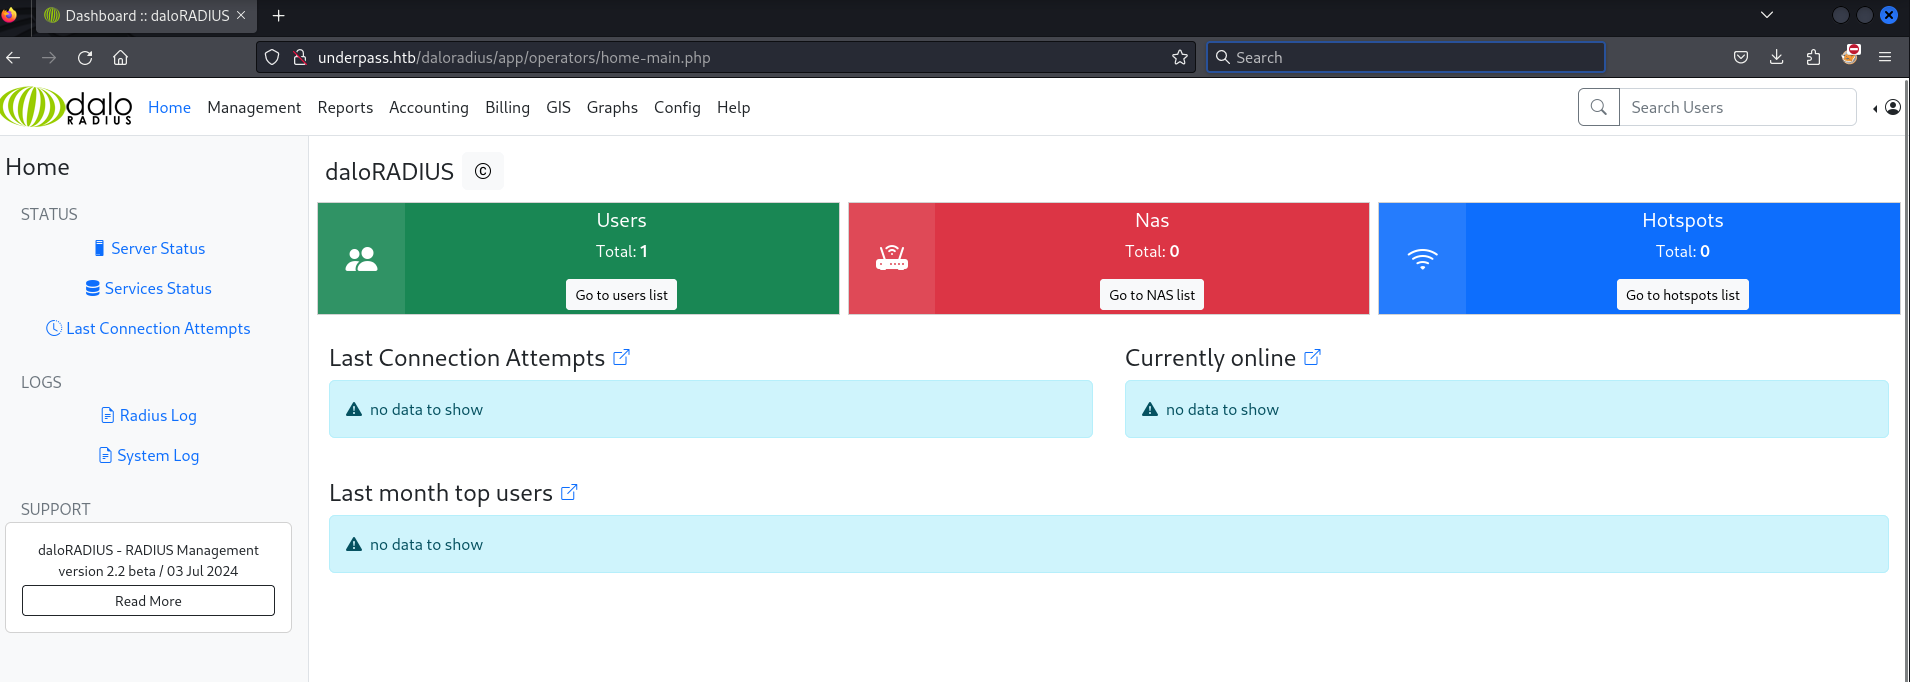 Dashboard :: daloRADIUS
underpass.htb/daloradius/app/operators/home-main.php
Search
dalo
RADIUS
Home Management Reports Accounting Billing GIS Graphs Config Help
Search Users
Home
STATUS
Server Status
Services Status
Last Connection Attempts
LOGS
Radius Log
System Log
SUPPORT
daloRADIUS - RADIUS Management
version 2.2 beta / 03 Jul 2024
Read More
daloRADIUS ©
Users
Total: 1
Go to users list
Nas
Total: 0
Go to NAS list
Hotspots
Total: 0
Go to hotspots list
Last Connection Attempts
no data to show
Currently online
no data to show
Last month top users
no data to show